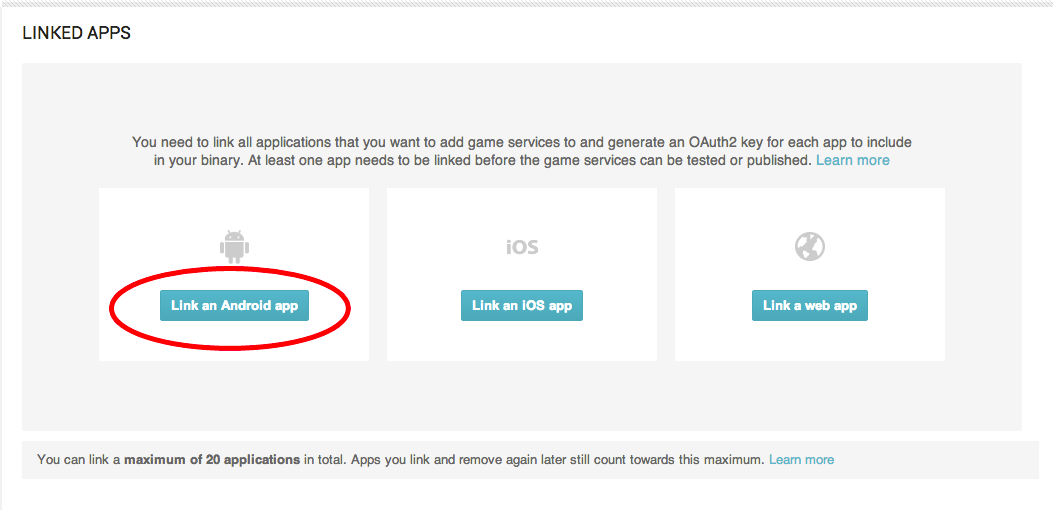 LINKED APPS
You need to link all applications that you want to add game services to and generate an OAuth2 key for each app to include
in your binary. At least one app needs to be linked before the game services can be tested or published. Learn more
iOS
Link an Android app
Link an iOS app
Link a web app
You can link a maximum of 20 applications in total. Apps you link and remove again later still count towards this maximum. Learn more